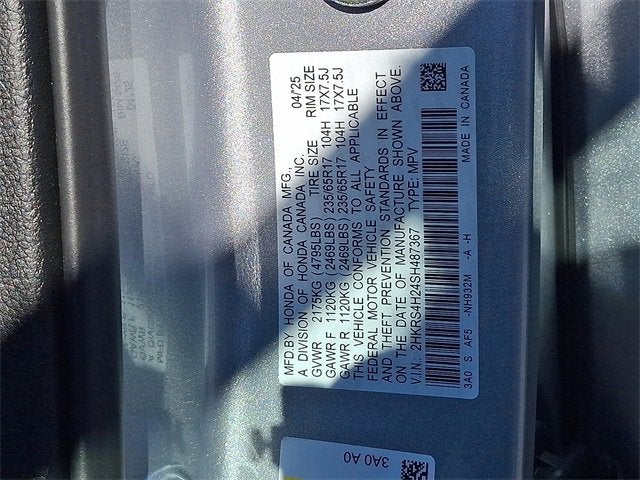 MFD.BY HONDA OF CANADA MFG., 04/25
A DIVISION OF HONDA CANADA INC.
GVWR 2175KG (4795LBS) TIRE SIZE RIM SIZE
GAWR F 1120KG (2469LBS) 235/65R17 104H 17X7.5J
GAWR R 1120KG (2469LBS) 235/65R17 104H 17X7.5J
THIS VEHICLE CONFORMS TO ALL APPLICABLE
FEDERAL MOTOR VEHICLE SAFETY
AND THEFT PREVENTION STANDARDS IN EFFECT
ON THE DATE OF MANUFACTURE SHOWN ABOVE.
V.I.N.: 2HKRS4H24SH487367 TYPE: MPV
3A0 S AF5 -NH932M -A -H MADE IN CANADA
3A0 A0